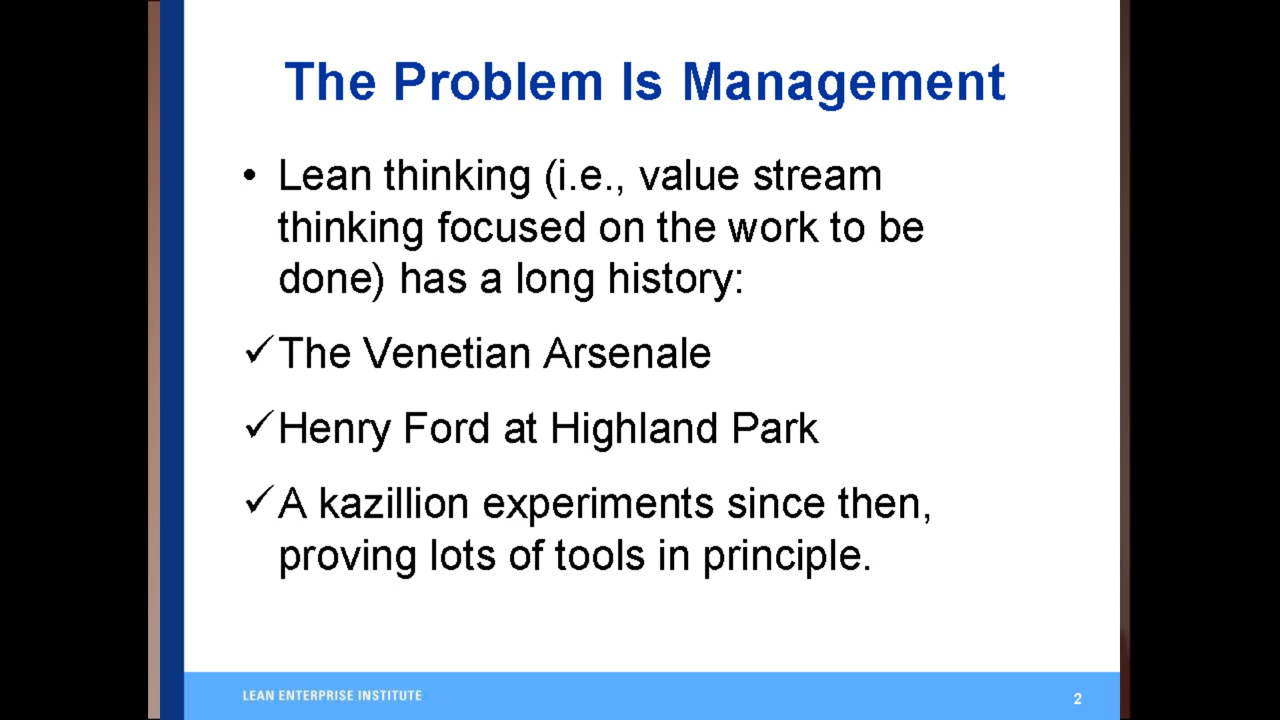 The Problem Is Management
• Lean thinking (i.e., value stream
thinking focused on the work to be
done) has a long history:
✓The Venetian Arsenale
✓Henry Ford at Highland Park
✓A kazillion experiments since then,
proving lots of tools in principle.
LEAN ENTERPRISE INSTITUTE
2